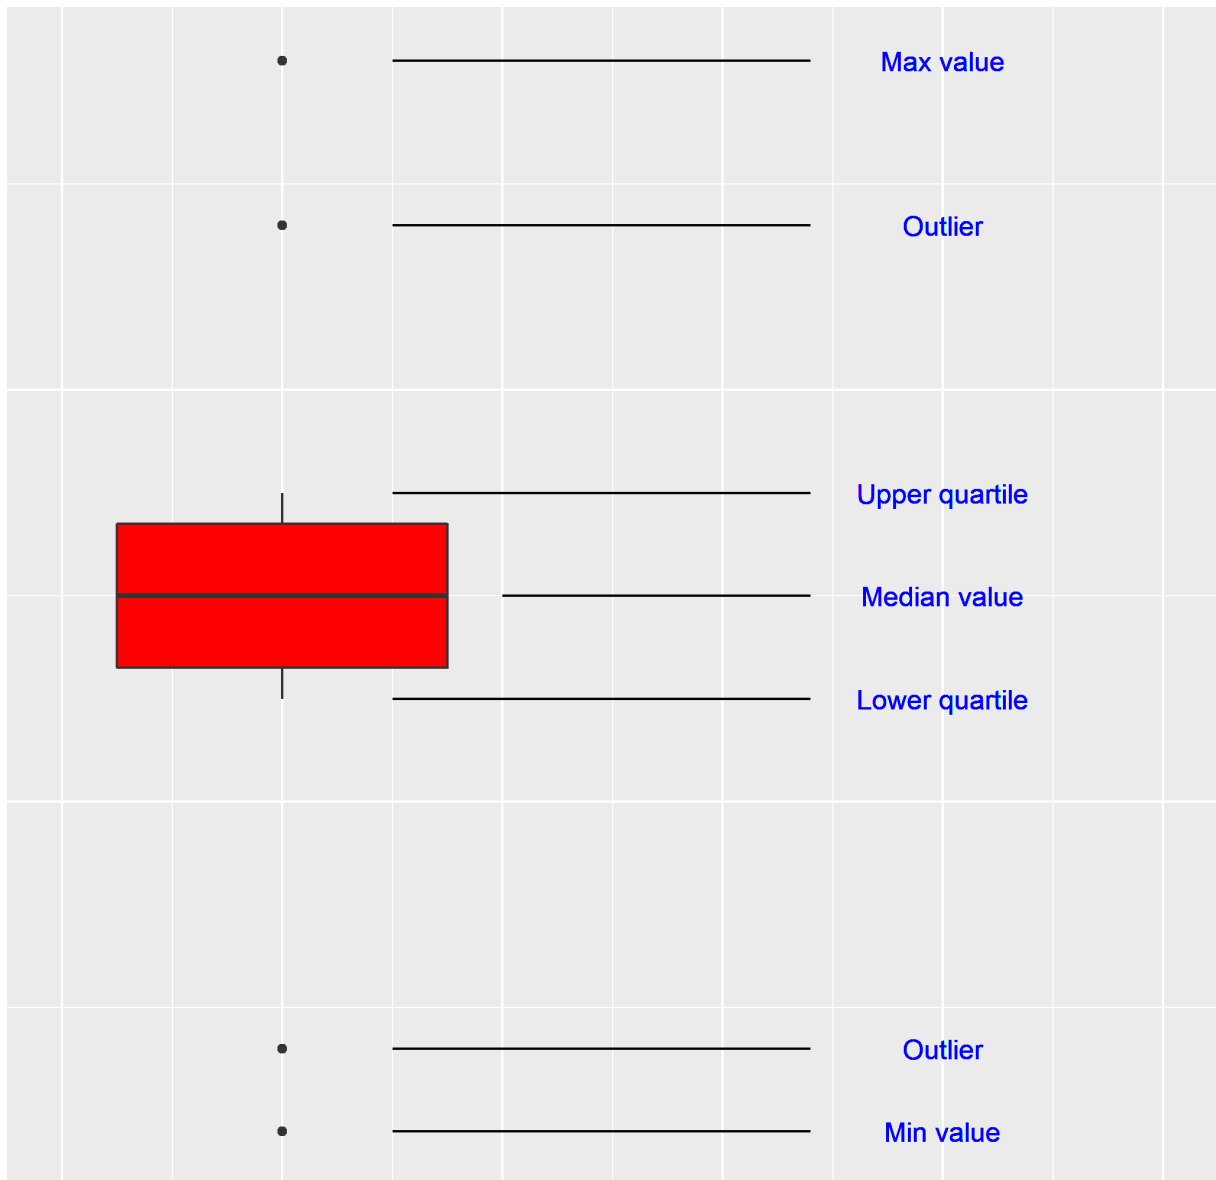 Max value
Outlier
Upper quartile
Median value
Lower quartile
Outlier
Min value